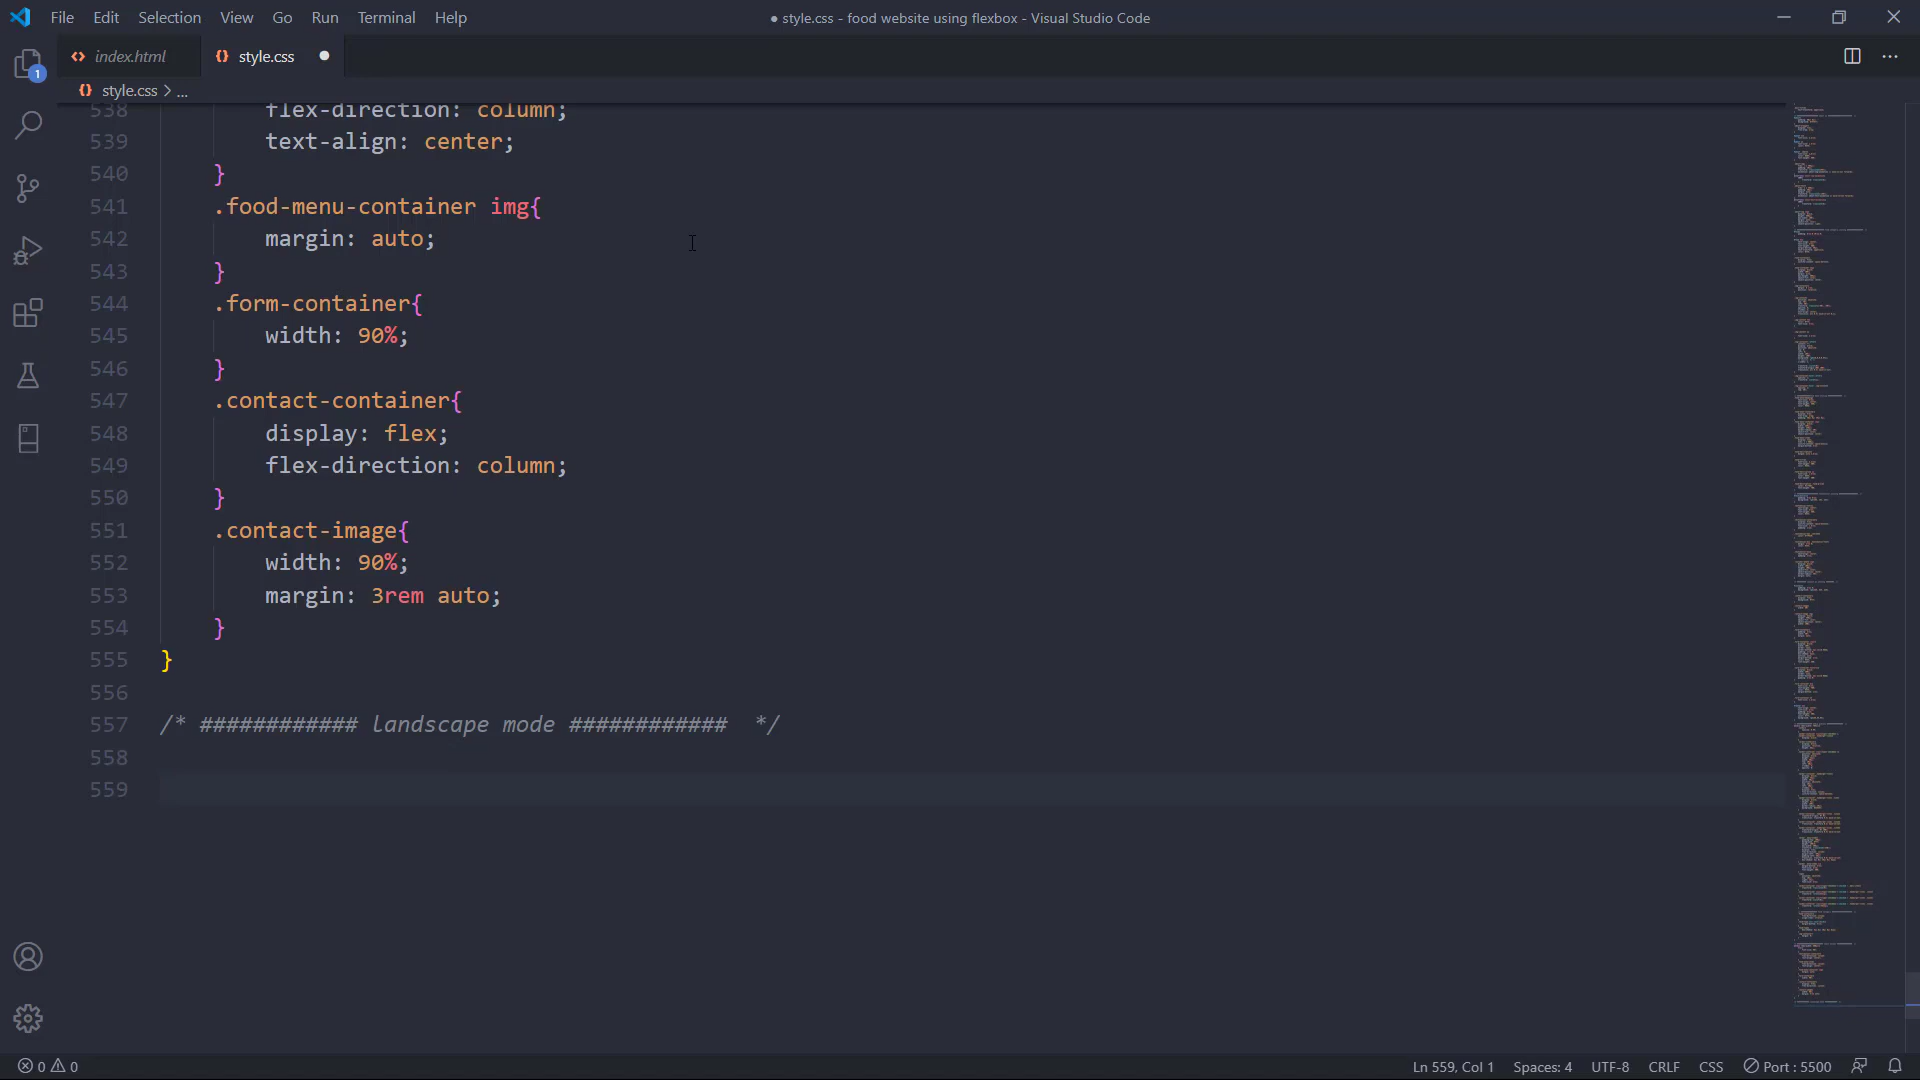 File Edit Selection View Go Run Terminal Help
● style.css - food website using flexbox - Visual Studio Code
index.html
style.css
style.css > ...
1
538 flex-direction: column;
539 text-align: center;
540 }
541 .food-menu-container img{
542 margin: auto;
543 }
544 .form-container{
545 width: 90%;
546 }
547 .contact-container{
548 display: flex;
549 flex-direction: column;
550 }
551 .contact-image{
552 width: 90%;
553 margin: 3rem auto;
554 }
555 }
556
557 /* ############ landscape mode ############  */
558
559
0 0
Ln 559, Col 1 Spaces: 4 UTF-8 CRLF CSS Port : 5500